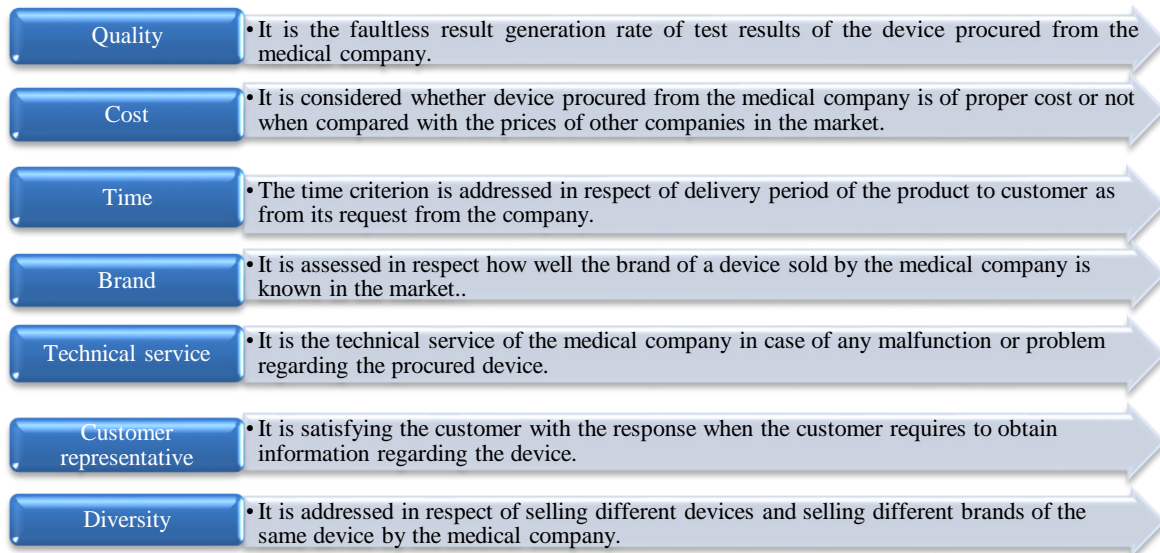 Quality
• It is the faultless result generation rate of test results of the device procured from the
medical company.
Cost
• It is considered whether device procured from the medical company is of proper cost or not
when compared with the prices of other companies in the market.
Time
• The time criterion is addressed in respect of delivery period of the product to customer as
from its request from the company.
Brand
• It is assessed in respect how well the brand of a device sold by the medical company is
known in the market..
Technical service
• It is the technical service of the medical company in case of any malfunction or problem
regarding the procured device.
Customer
representative
• It is satisfying the customer with the response when the customer requires to obtain
information regarding the device.
Diversity
• It is addressed in respect of selling different devices and selling different brands of the
same device by the medical company.